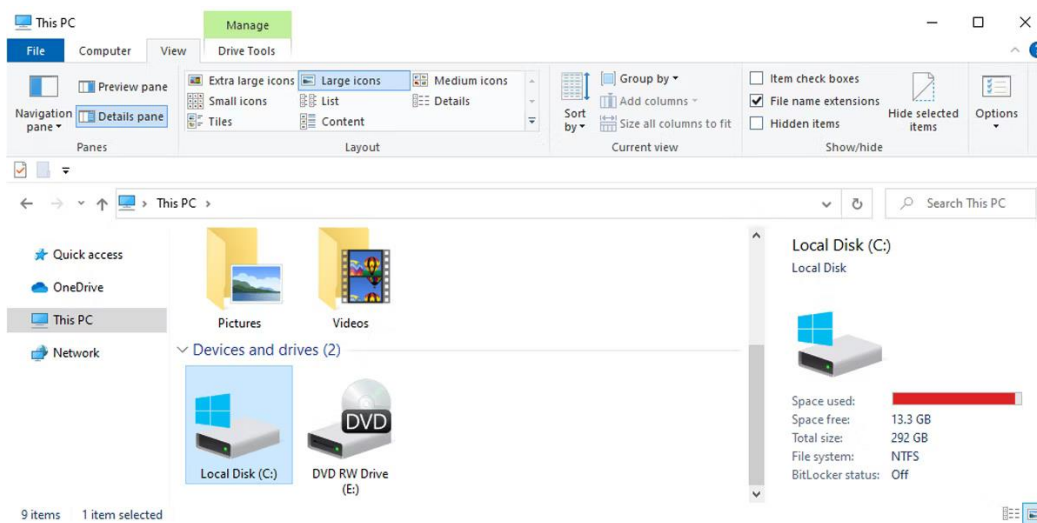 This PC
Manage
File Computer View Drive Tools
Navigation pane
Preview pane
Details pane
Panes
Extra large icons Large icons Medium icons
Small icons List Details
Tiles Content
Layout
Sort by
Group by
Add columns
Size all columns to fit
Current view
Item check boxes
File name extensions
Hidden items
Hide selected items
Show/hide
Options
This PC
Search This PC
Quick access
OneDrive
This PC
Network
Pictures Videos
Devices and drives (2)
DVD
Local Disk (C:)
DVD RW Drive
(E:)
Local Disk (C:)
Local Disk
Space used:
Space free: 13.3 GB
Total size: 292 GB
File system: NTFS
BitLocker status: Off
9 items 1 item selected